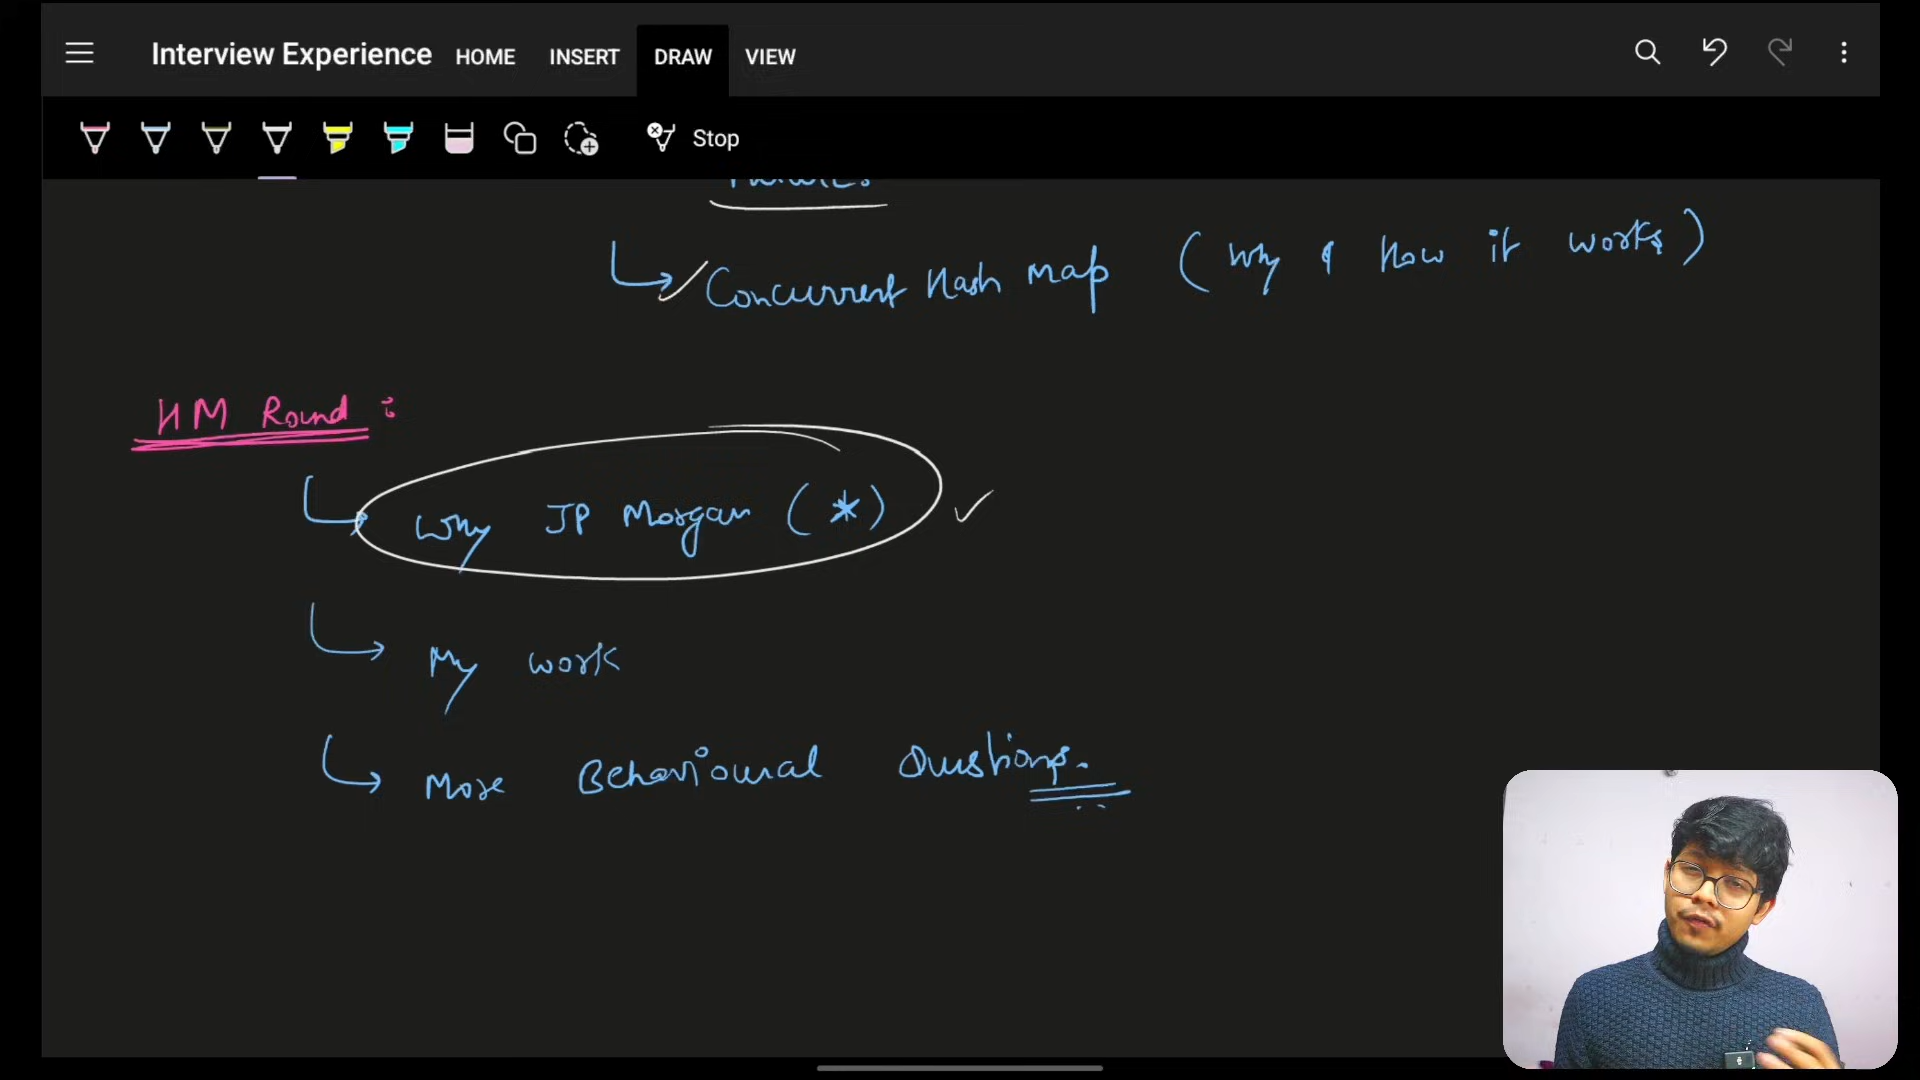 Interview Experience HOME INSERT DRAW VIEW
Stop
Concurrent Hash Map (Why & How it works)
HM Round :
Why JP Morgan (*)
My work
More Behavioural Questions.